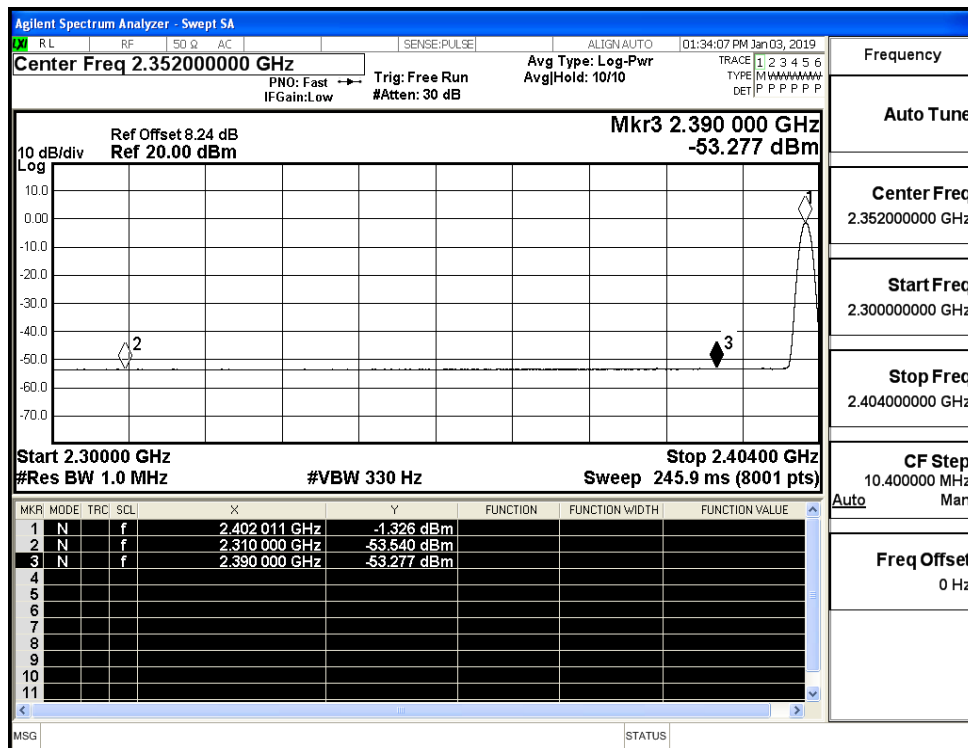 Agilent Spectrum Analyzer - Swept SA
LXI RL RF 50 Ω AC SENSE:PULSE ALIGN AUTO 01:34:07 PM Jan 03, 2019
Center Freq 2.352000000 GHz
PNO: Fast
IFGain:Low
Trig: Free Run
#Atten: 30 dB
Avg Type: Log-Pwr
Avg|Hold: 10/10
TRACE 1 2 3 4 5 6
TYPE M WWWWW
DET P P P P P P
Mkr3 2.390 000 GHz
-53.277 dBm
Ref Offset 8.24 dB
10 dB/div Ref 20.00 dBm
Log
10.0
0.00
-10.0
-20.0
-30.0
-40.0
-50.0
-60.0
-70.0
1
2
3
Start 2.30000 GHz Stop 2.40400 GHz
#Res BW 1.0 MHz #VBW 330 Hz Sweep 245.9 ms (8001 pts)
MKR MODE TRC SCL X Y FUNCTION FUNCTION WIDTH FUNCTION VALUE
1 N f 2.402 011 GHz -1.326 dBm
2 N f 2.310 000 GHz -53.540 dBm
3 N f 2.390 000 GHz -53.277 dBm
4
5
6
7
8
9
10
11
MSG STATUS
Frequency
Auto Tune
Center Freq
2.352000000 GHz
Start Freq
2.300000000 GHz
Stop Freq
2.404000000 GHz
CF Step
10.400000 MHz
Auto Man
Freq Offset
0 Hz